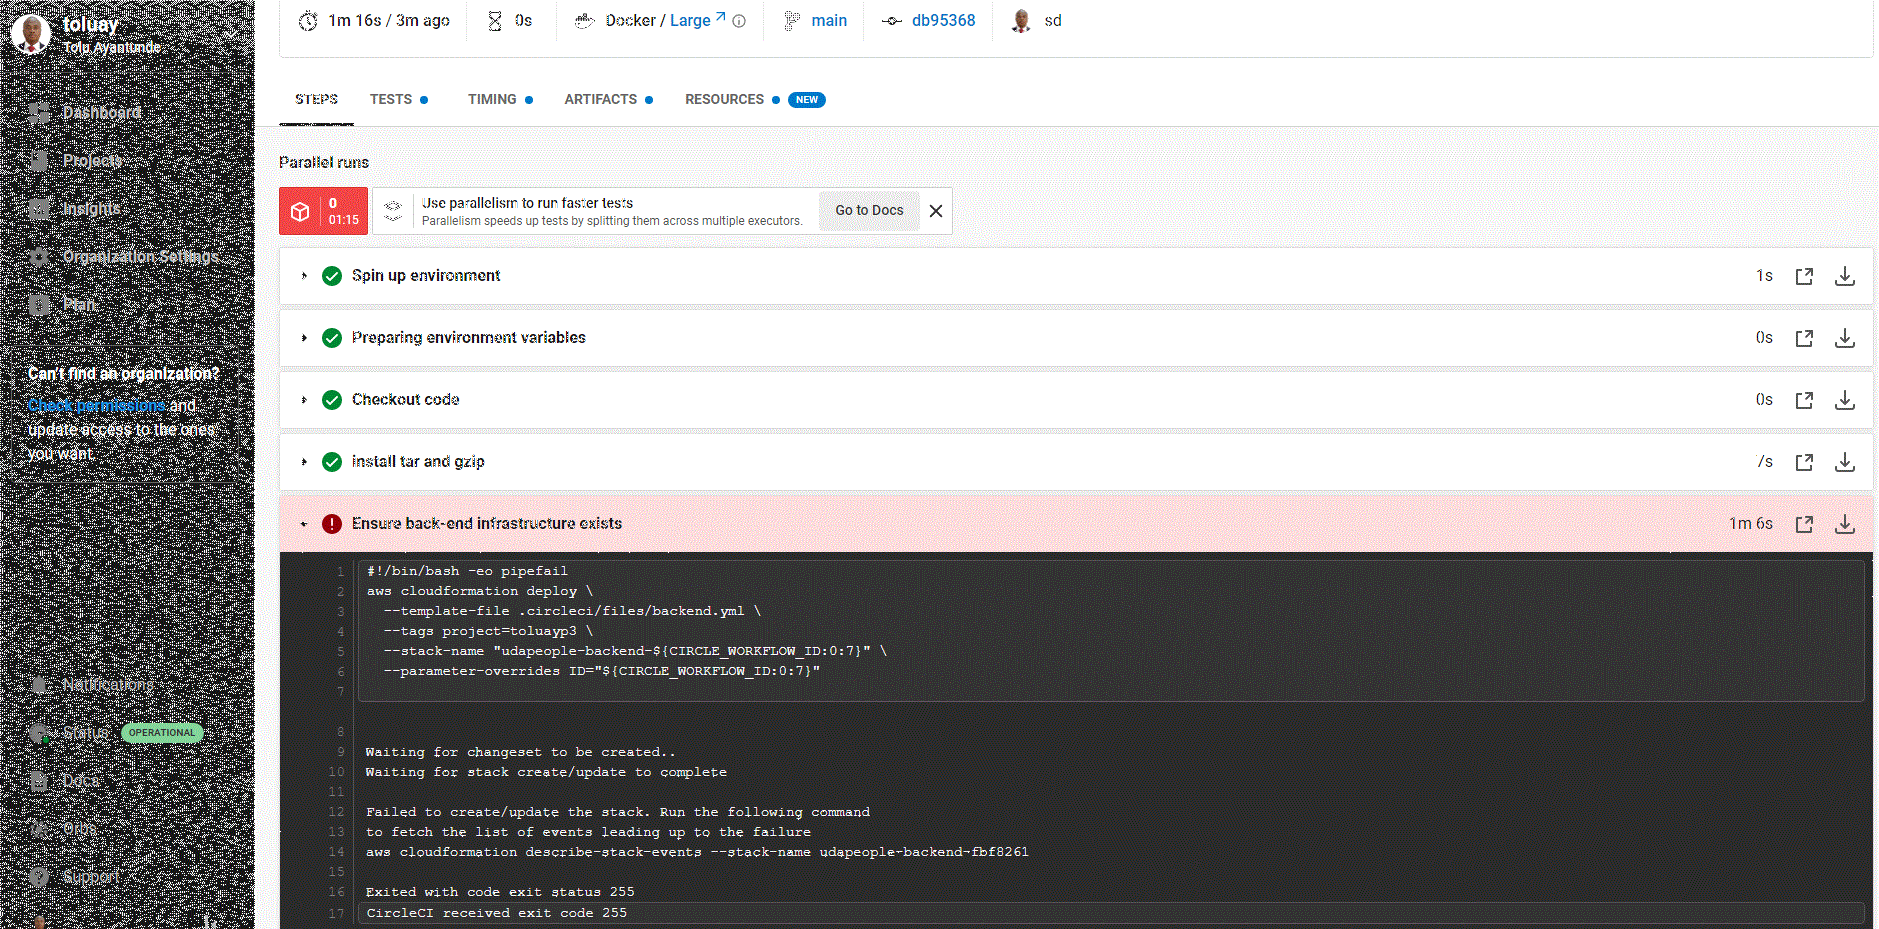 toluay
Tolu Ayantunde
Dashboard
Projects
Insights
Organization Settings
Plan
Can't find an organization?
Check permissions and
update access to the ones
you want.
Notifications
Status OPERATIONAL
Docs
Orbs
Support
1m 16s / 3m ago
0s
Docker / Large
main
db95368
sd
STEPS
TESTS
TIMING
ARTIFACTS
RESOURCES NEW
Parallel runs
0
01:15
Use parallelism to run faster tests
Parallelism speeds up tests by splitting them across multiple executors.
Go to Docs
Spin up environment 1s
Preparing environment variables 0s
Checkout code 0s
Install tar and gzip 7s
Ensure back-end infrastructure exists 1m 6s
1 #!/bin/bash -eo pipefail
2 aws cloudformation deploy \
3 --template-file .circleci/files/backend.yml \
4 --tags project=toluayp3 \
5 --stack-name "udapeople-backend-${CIRCLE_WORKFLOW_ID:0:7}" \
6 --parameter-overrides ID="${CIRCLE_WORKFLOW_ID:0:7}"
7
8
9 Waiting for changeset to be created..
10 Waiting for stack create/update to complete
11
12 Failed to create/update the stack. Run the following command
13 to fetch the list of events leading up to the failure
14 aws cloudformation describe-stack-events --stack-name udapeople-backend-fbf8261
15
16 Exited with code exit status 255
17 CircleCI received exit code 255